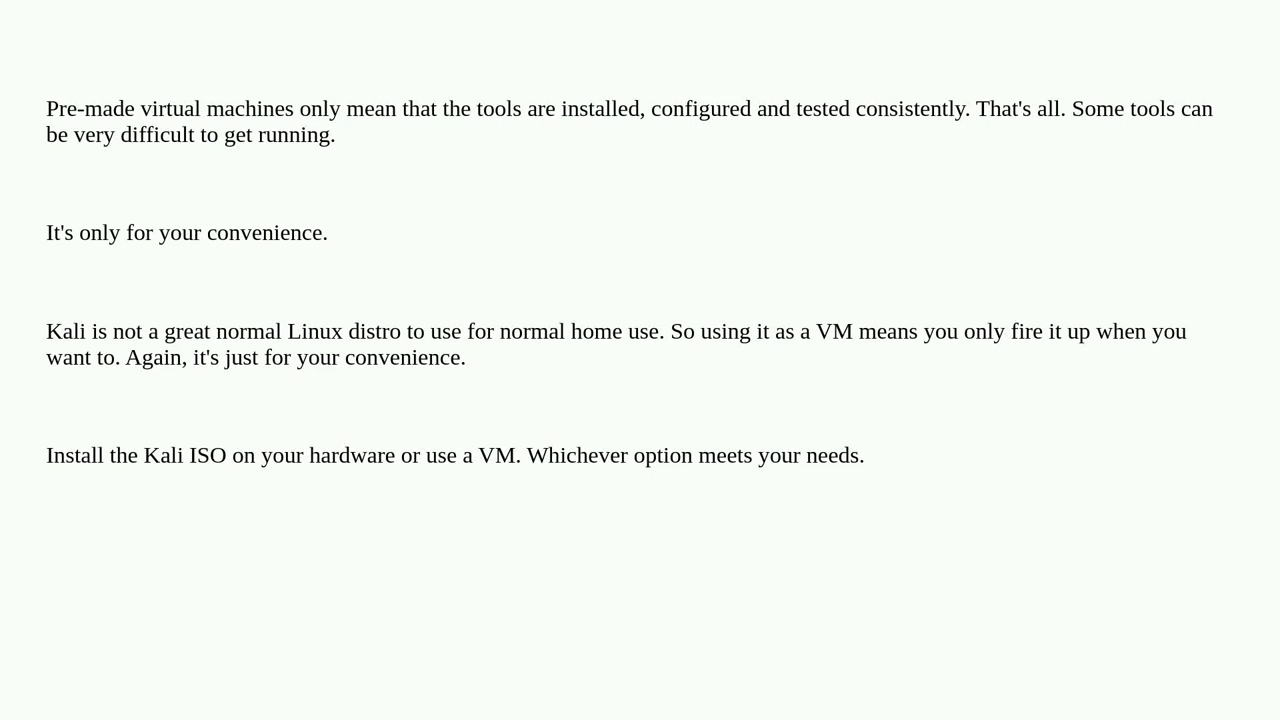 Pre-made virtual machines only mean that the tools are installed, configured and tested consistently. That's all. Some tools can
be very difficult to get running.
It's only for your convenience.
Kali is not a great normal Linux distro to use for normal home use. So using it as a VM means you only fire it up when you
want to. Again, it's just for your convenience.
Install the Kali ISO on your hardware or use a VM. Whichever option meets your needs.